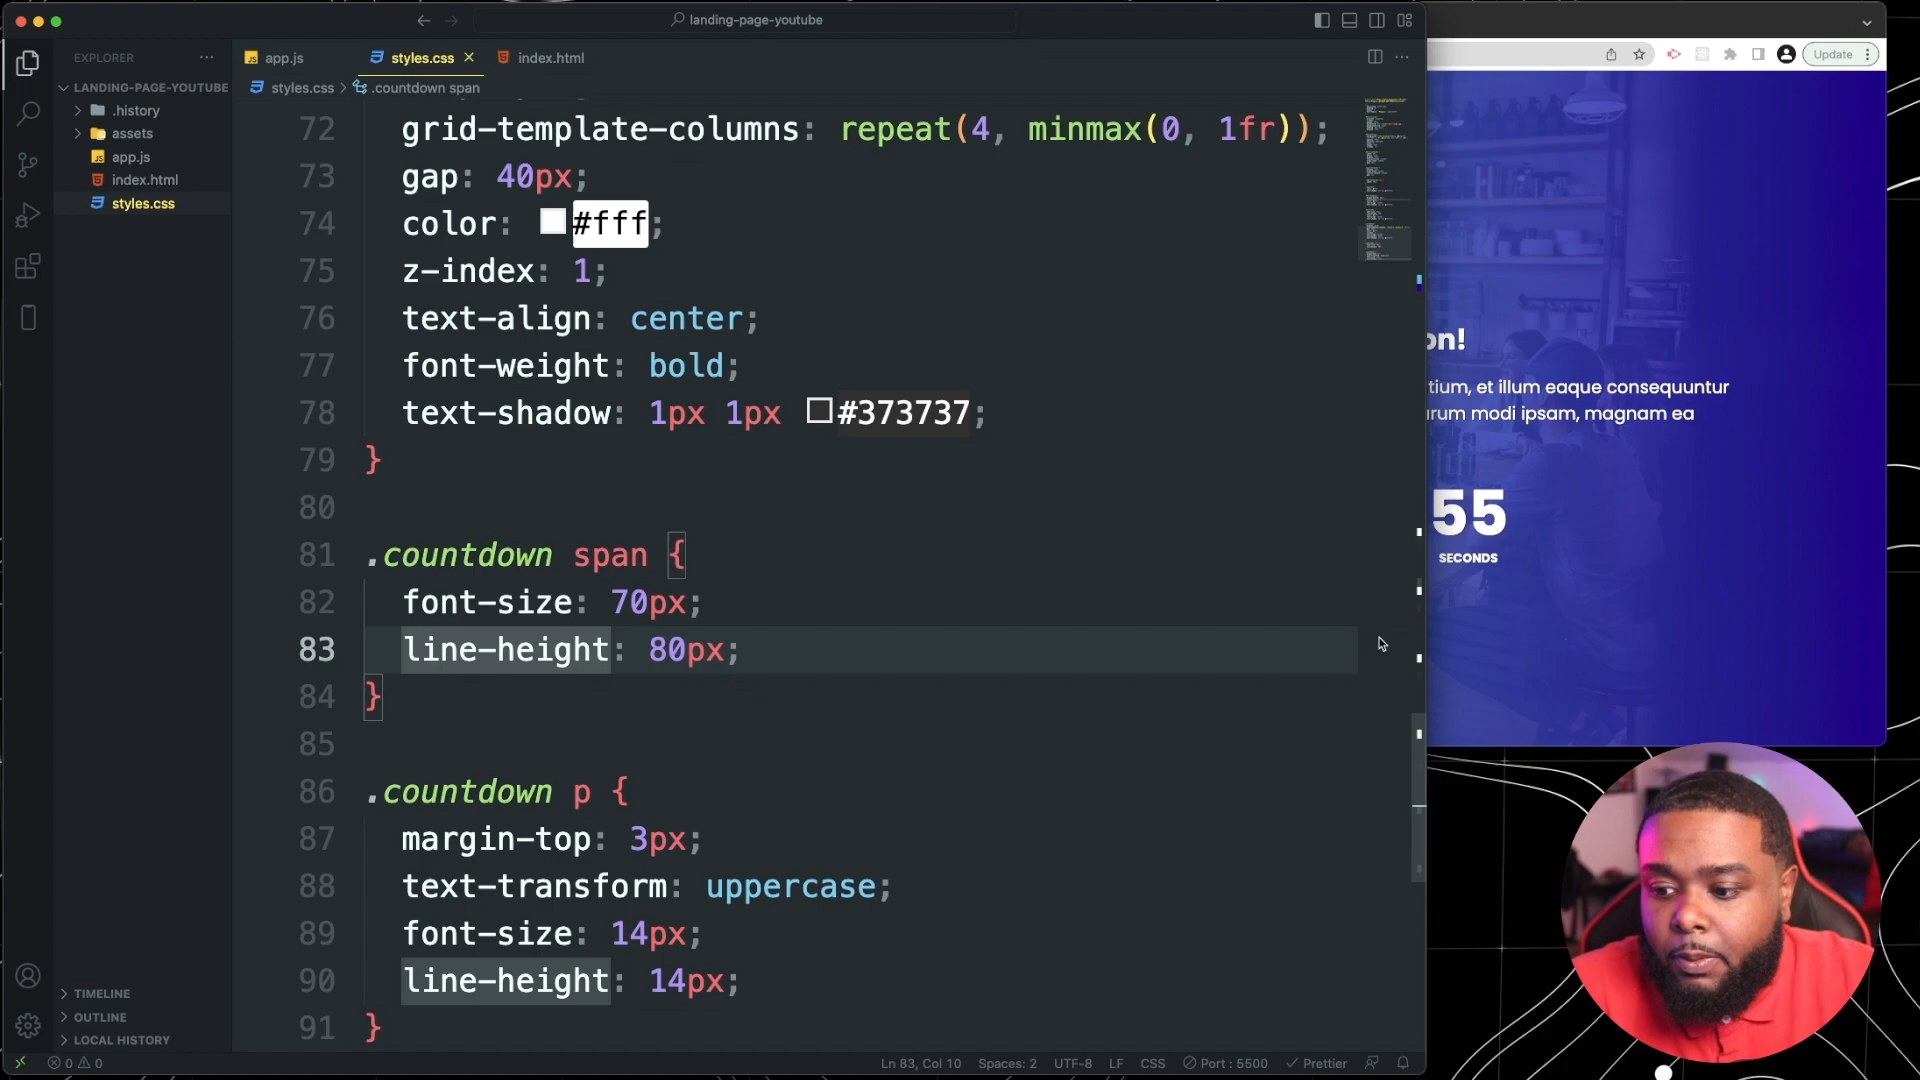 landing-page-youtube
EXPLORER
app.js
styles.css
index.html
Update
LANDING-PAGE-YOUTUBE
styles.css > .countdown span
.history
assets
app.js
index.html
styles.css
72 grid-template-columns: repeat(4, minmax(0, 1fr));
73 gap: 40px;
74 color: #fff;
75 z-index: 1;
76 text-align: center;
77 font-weight: bold;
78 text-shadow: 1px 1px #373737;
79 }
80
81 .countdown span {
82 font-size: 70px;
83 line-height: 80px;
84 }
85
86 .countdown p {
87 margin-top: 3px;
88 text-transform: uppercase;
89 font-size: 14px;
90 line-height: 14px;
91 }
on!
tium, et illum eaque consequuntur
arum modi ipsam, magnam ea
55
SECONDS
TIMELINE
OUTLINE
LOCAL HISTORY
0 0
Ln 83, Col 10 Spaces: 2 UTF-8 LF CSS Port : 5500 Prettier